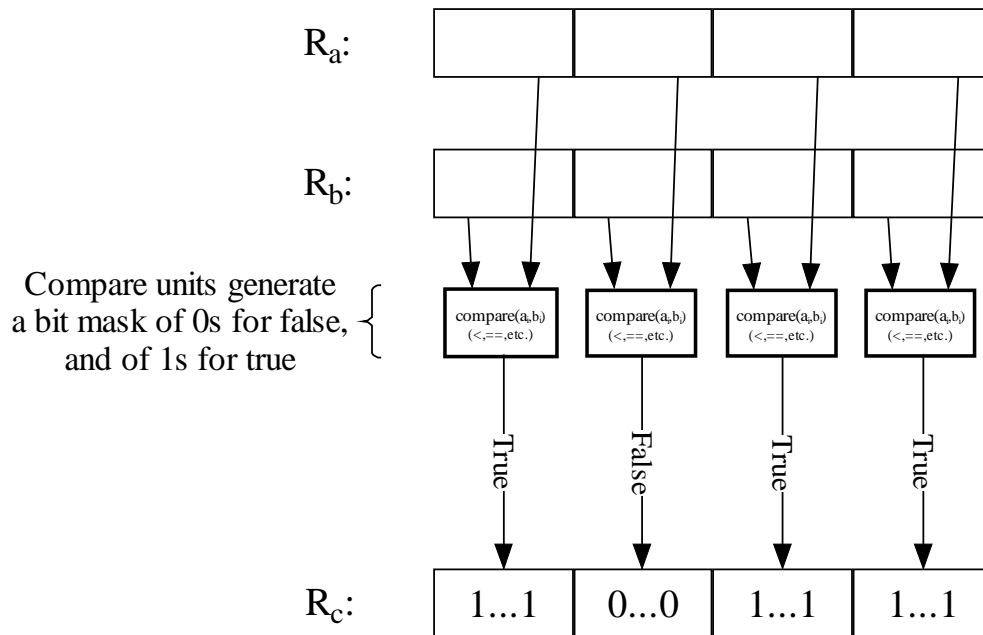 Ra:
Rb:
Compare units generate
a bit mask of 0s for false,
and of 1s for true
compare(ai,bi)
(<,==,etc.)
compare(ai,bi)
(<,==,etc.)
compare(ai,bi)
(<,==,etc.)
compare(ai,bi)
(<,==,etc.)
True
False
True
True
Rc:
1...1
0...0
1...1
1...1